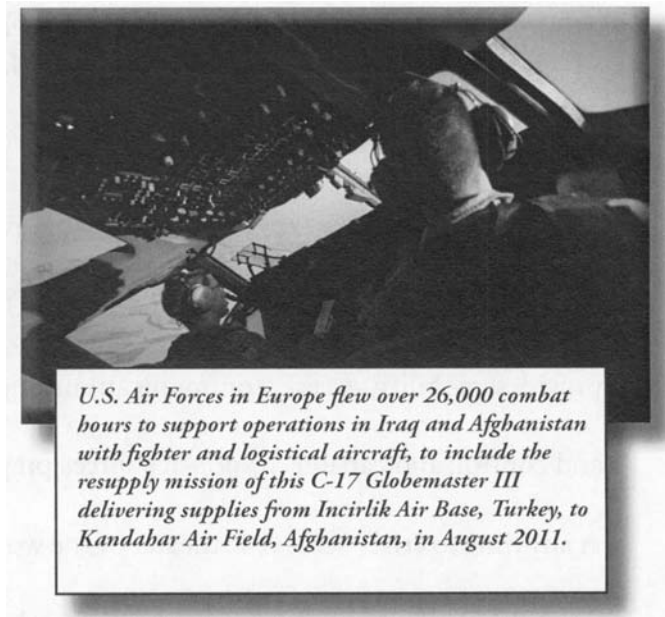 U.S. Air Forces in Europe flew over 26,000 combat
hours to support operations in Iraq and Afghanistan
with fighter and logistical aircraft, to include the
resupply mission of this C-17 Globemaster III
delivering supplies from Incirlik Air Base, Turkey, to
Kandahar Air Field, Afghanistan, in August 2011.